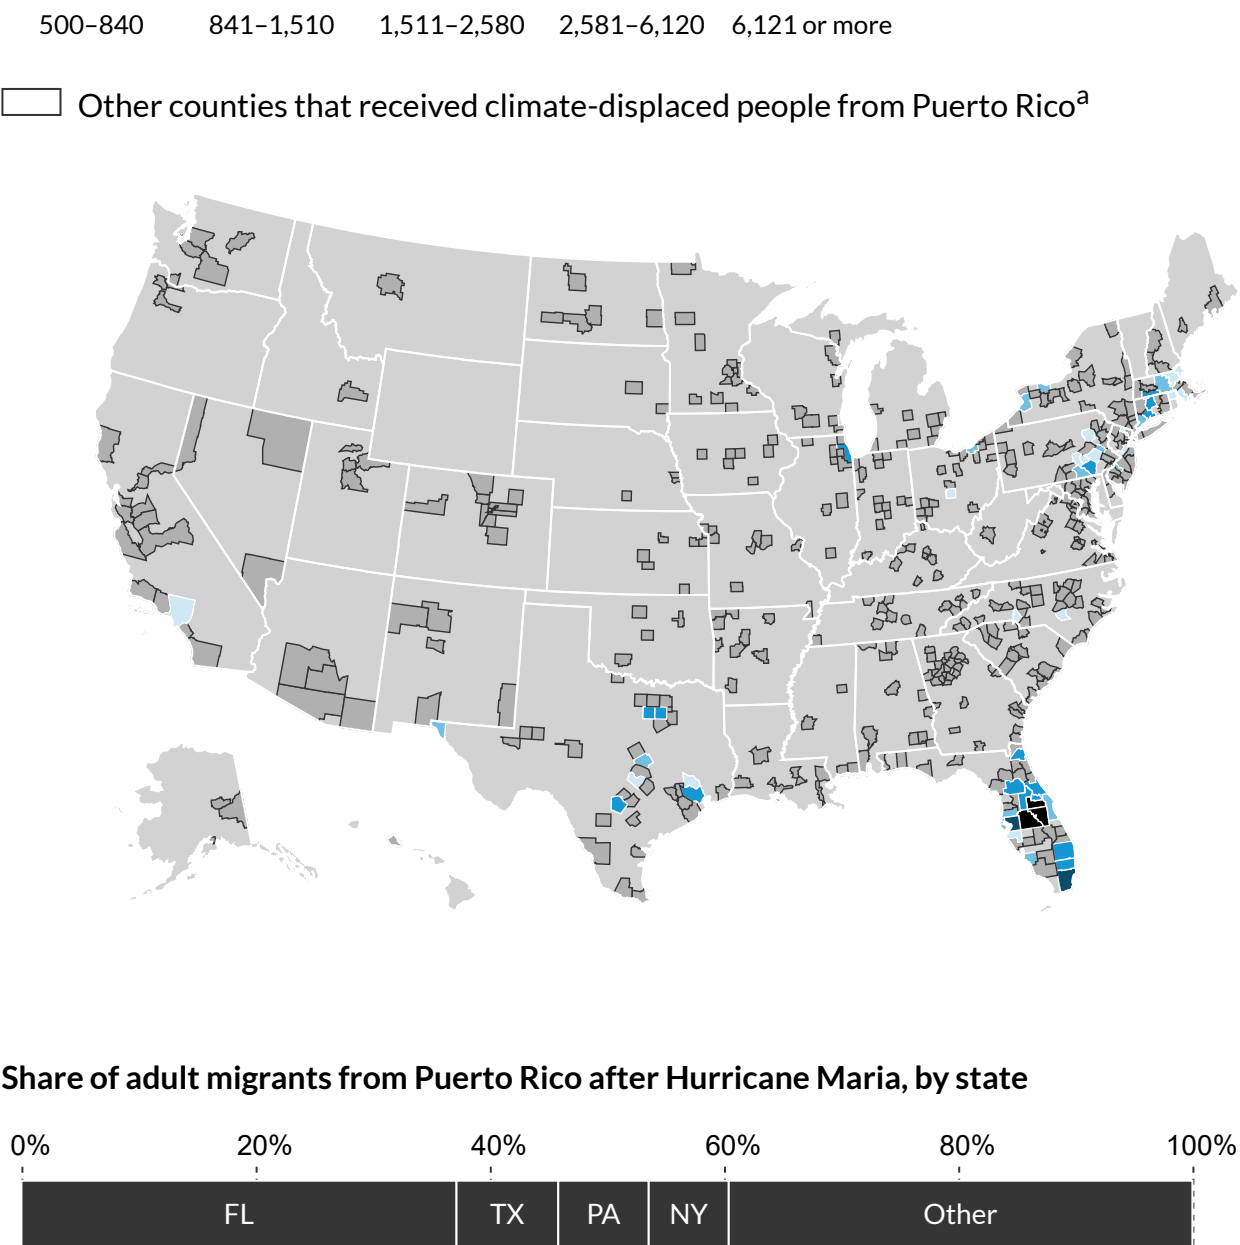 500–840 841–1,510 1,511–2,580 2,581–6,120 6,121 or more
Other counties that received climate-displaced people from Puerto Ricoᵃ
Share of adult migrants from Puerto Rico after Hurricane Maria, by state
0% 20% 40% 60% 80% 100%
FL TX PA NY Other